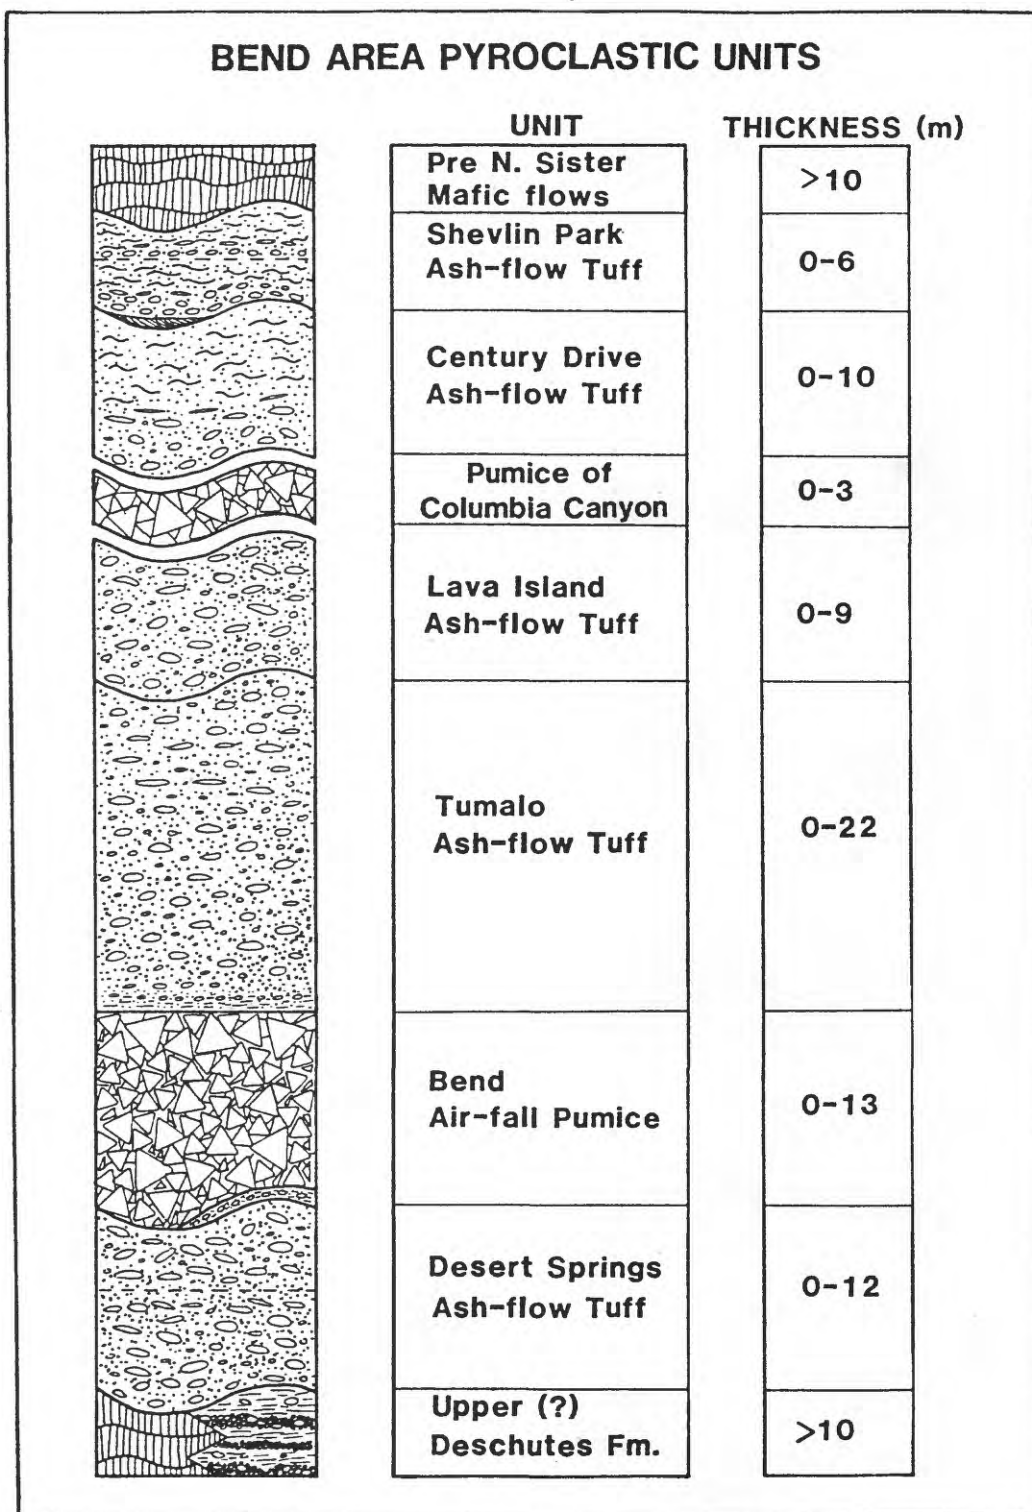 BEND AREA PYROCLASTIC UNITS
UNIT THICKNESS (m)
Pre N. Sister
Mafic flows
>10
Shevlin Park
Ash-flow Tuff
0-6
Century Drive
Ash-flow Tuff
0-10
Pumice of
Columbia Canyon
0-3
Lava Island
Ash-flow Tuff
0-9
Tumalo
Ash-flow Tuff
0-22
Bend
Air-fall Pumice
0-13
Desert Springs
Ash-flow Tuff
0-12
Upper (?)
Deschutes Fm.
>10